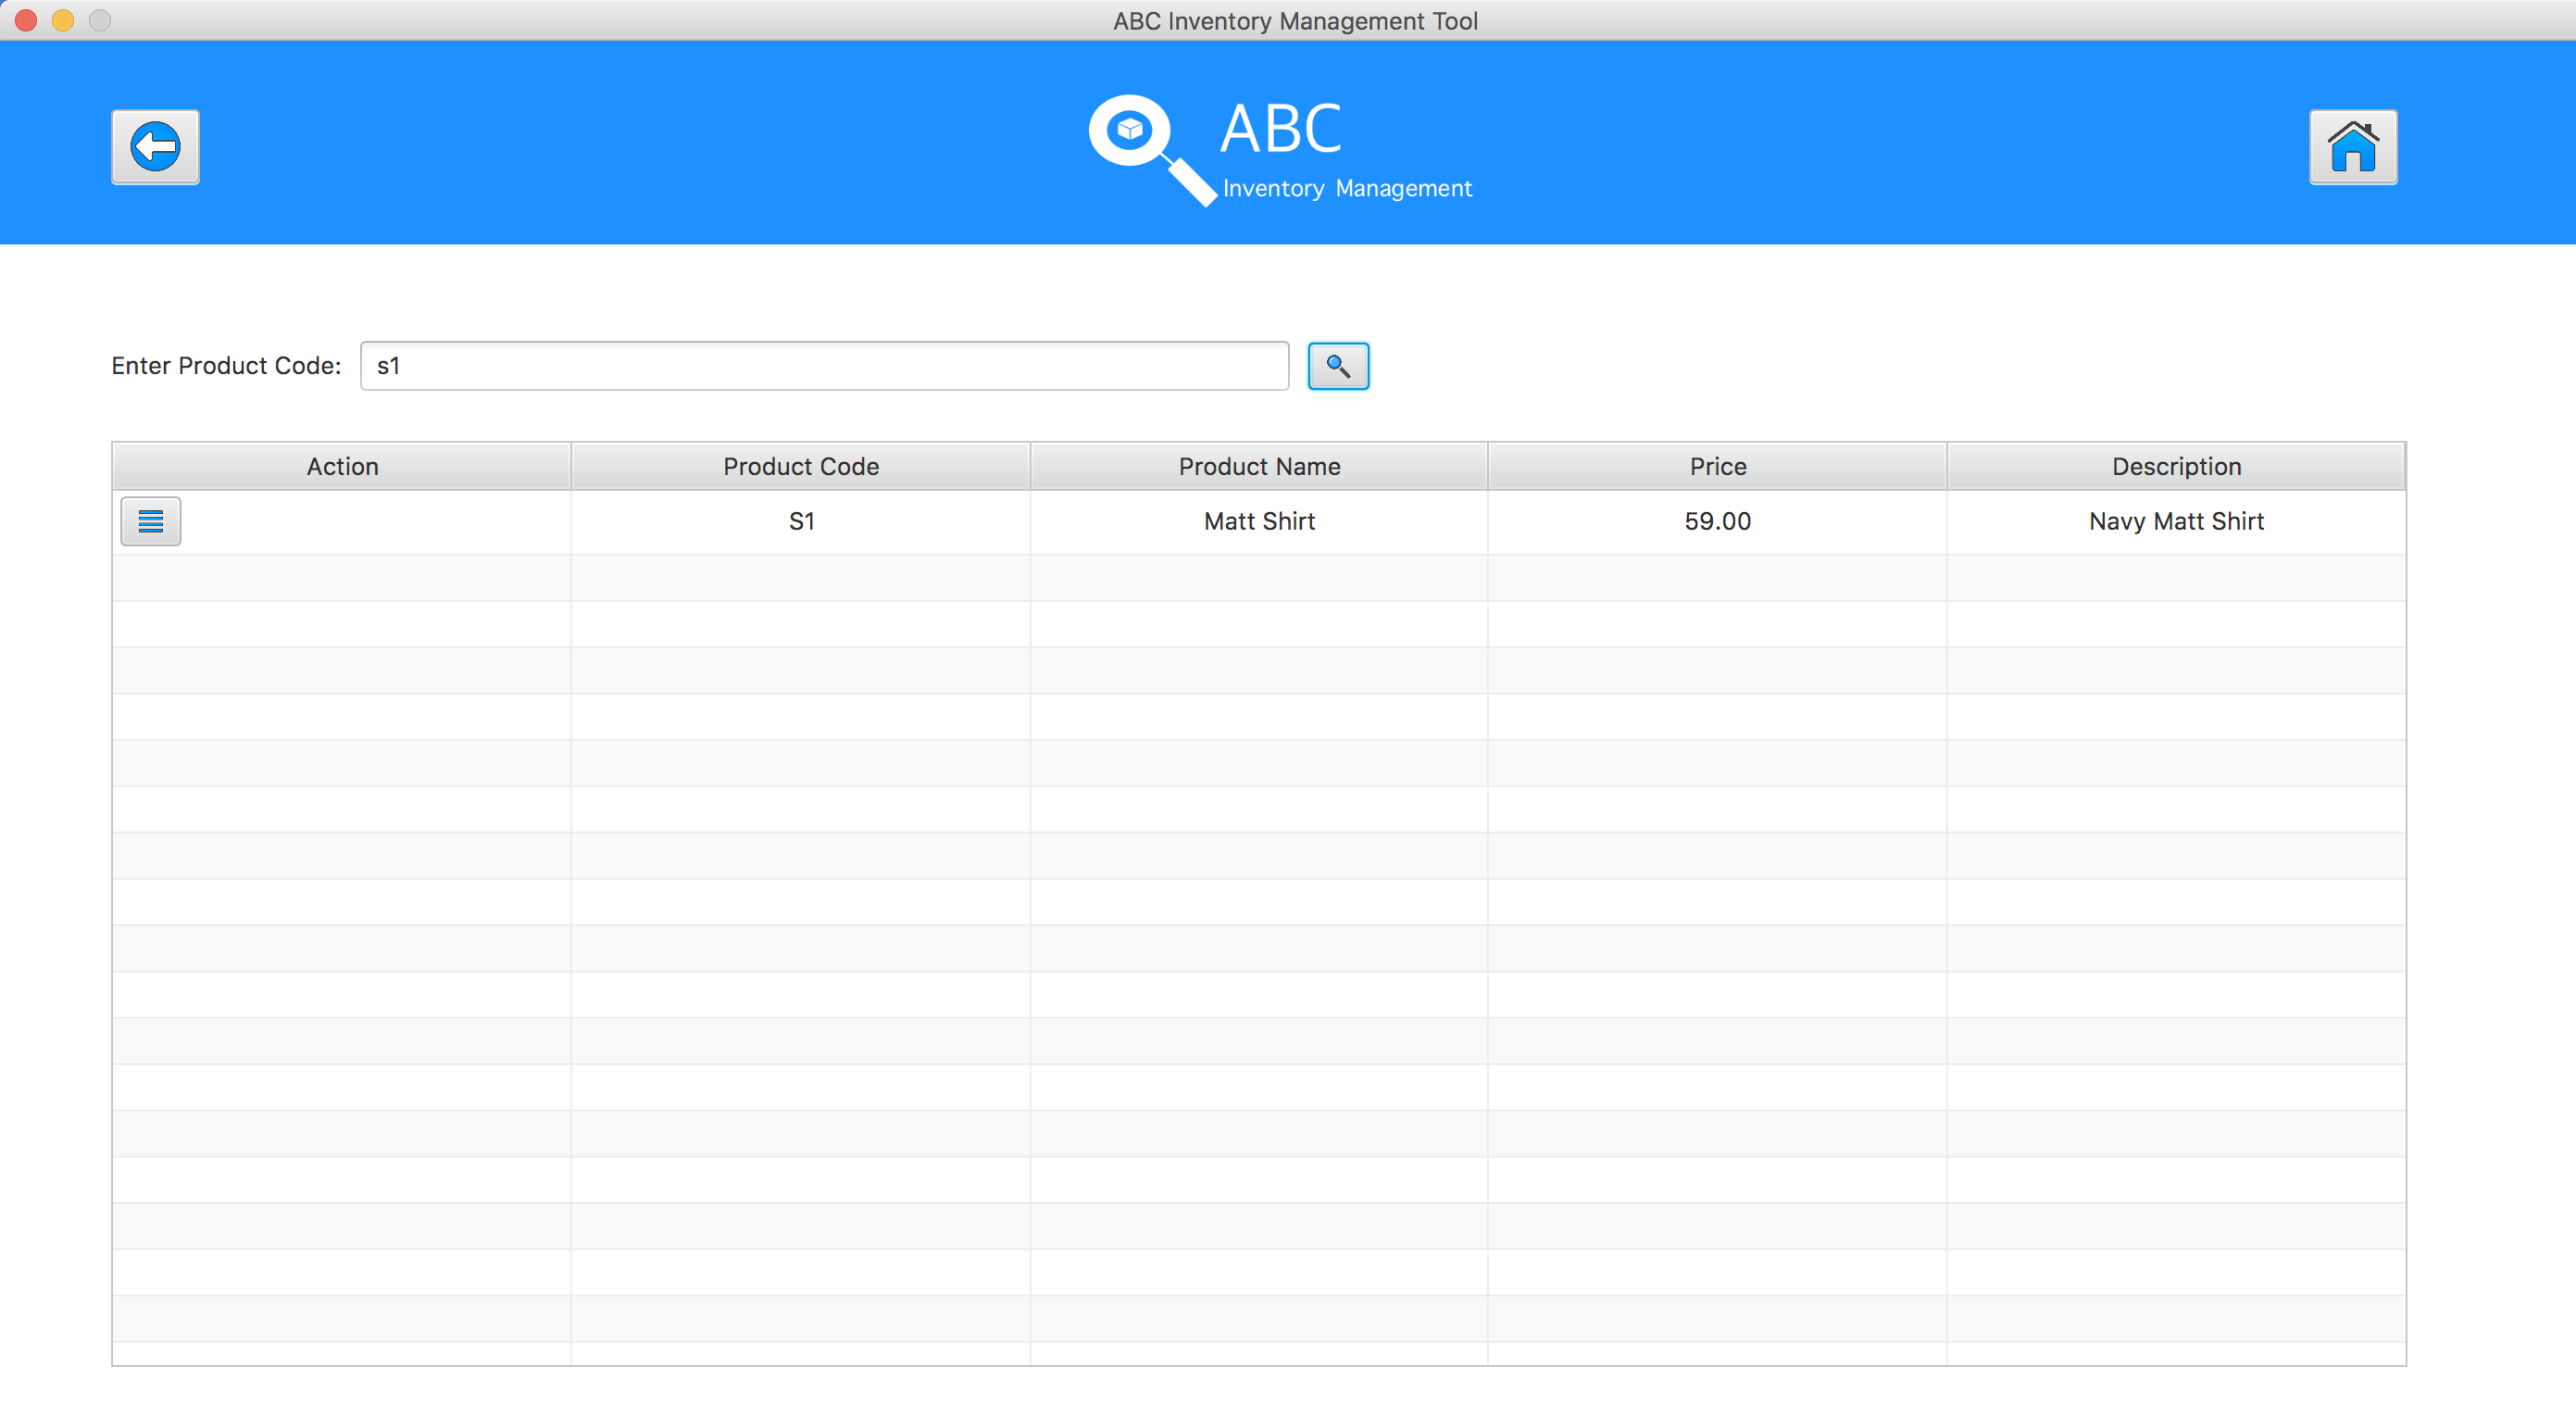 ABC Inventory Management Tool
ABC
Inventory Management
Enter Product Code: s1
Action Product Code Product Name Price Description
S1 Matt Shirt 59.00 Navy Matt Shirt